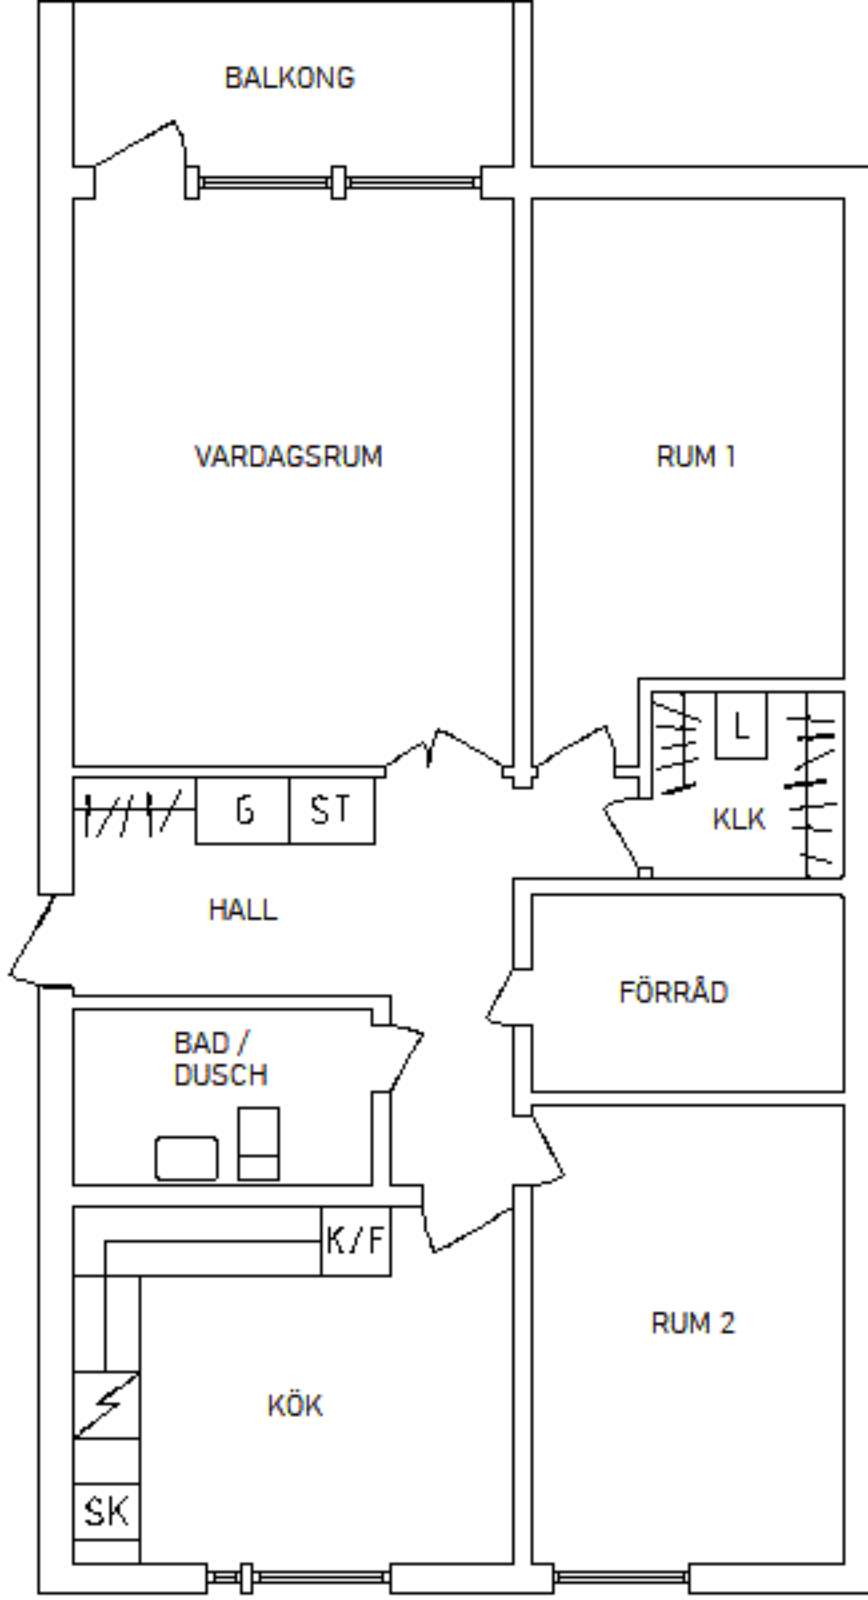 BALKONG
VARDAGSRUM
RUM 1
L
G
ST
KLK
HALL
FÖRRÅD
BAD /
DUSCH
K/F
RUM 2
KÖK
SK